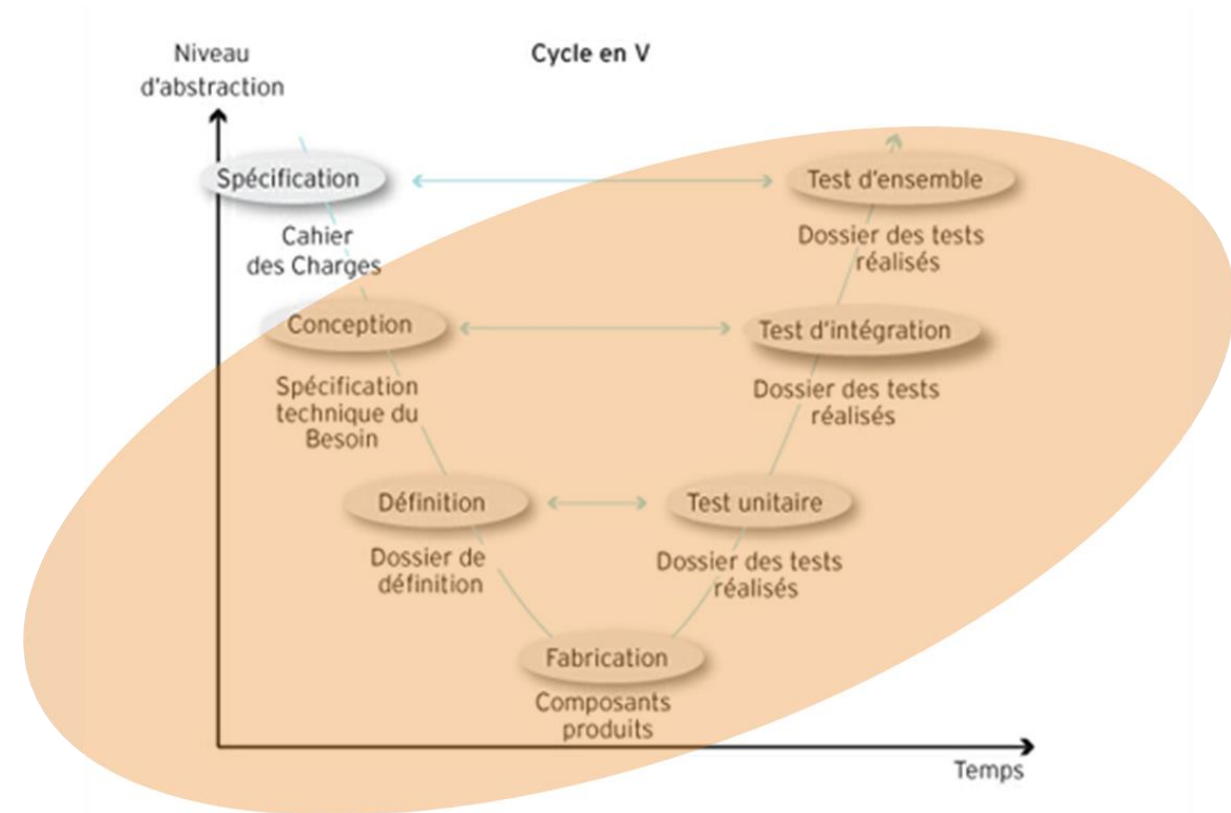 Niveau
d'abstraction
Cycle en V
Spécification
Test d'ensemble
Cahier
des Charges
Dossier des tests
réalisés
Conception
Test d'intégration
Spécification
technique du
Besoin
Dossier des tests
réalisés
Définition
Test unitaire
Dossier de
définition
Dossier des tests
réalisés
Fabrication
Composants
produits
Temps